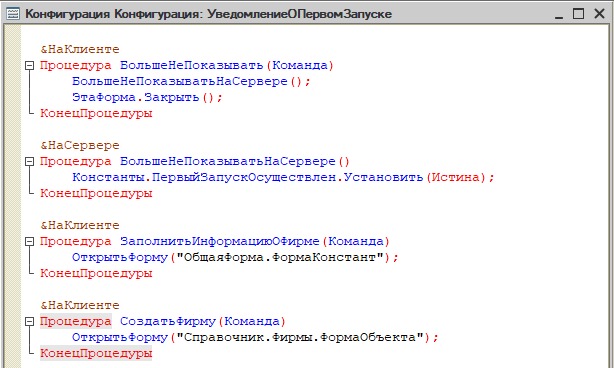 Конфигурация Конфигурация: УведомлениеОПервомЗапуске
&НаКлиенте
Процедура БольшеНеПоказывать(Команда)
БольшеНеПоказыватьНаСервере();
ЭтаФорма.Закрыть();
КонецПроцедуры
&НаСервере
Процедура БольшеНеПоказыватьНаСервере()
Константы.ПервыйЗапускОсуществлен.Установить(Истина);
КонецПроцедуры
&НаКлиенте
Процедура ЗаполнитьИнформациюОФирме(Команда)
ОткрытьФорму("ОбщаяФорма.ФормаКонстант");
КонецПроцедуры
&НаКлиенте
Процедура СоздатьФирму(Команда)
ОткрытьФорму("Справочник.Фирмы.ФормаОбъекта");
КонецПроцедуры